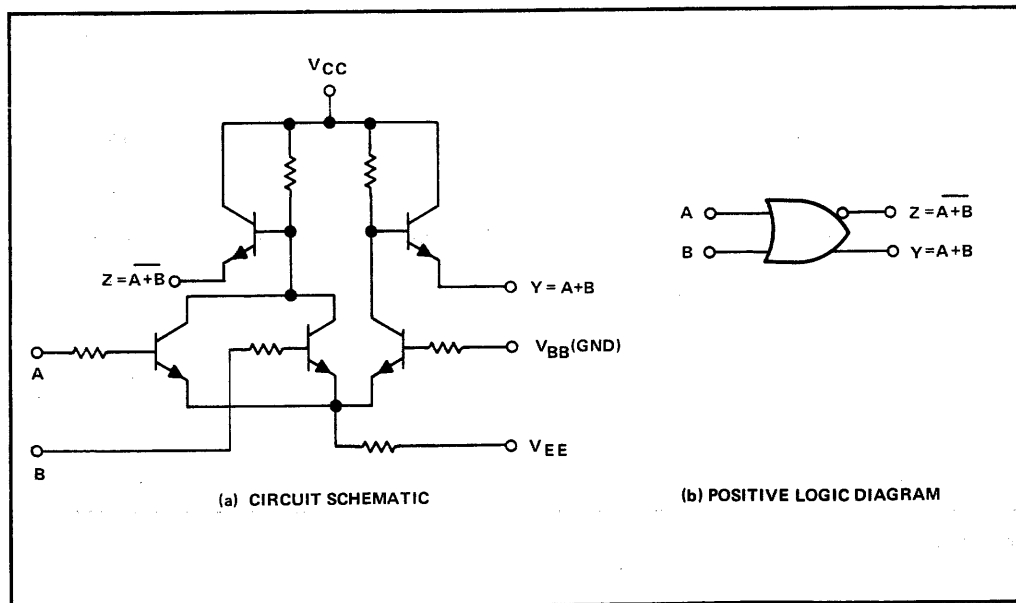 VCC
Z = A+B
Y = A+B
A
VBB (GND)
B
VEE
(a) CIRCUIT SCHEMATIC
A
B
Z = A+B
Y = A+B
(b) POSITIVE LOGIC DIAGRAM